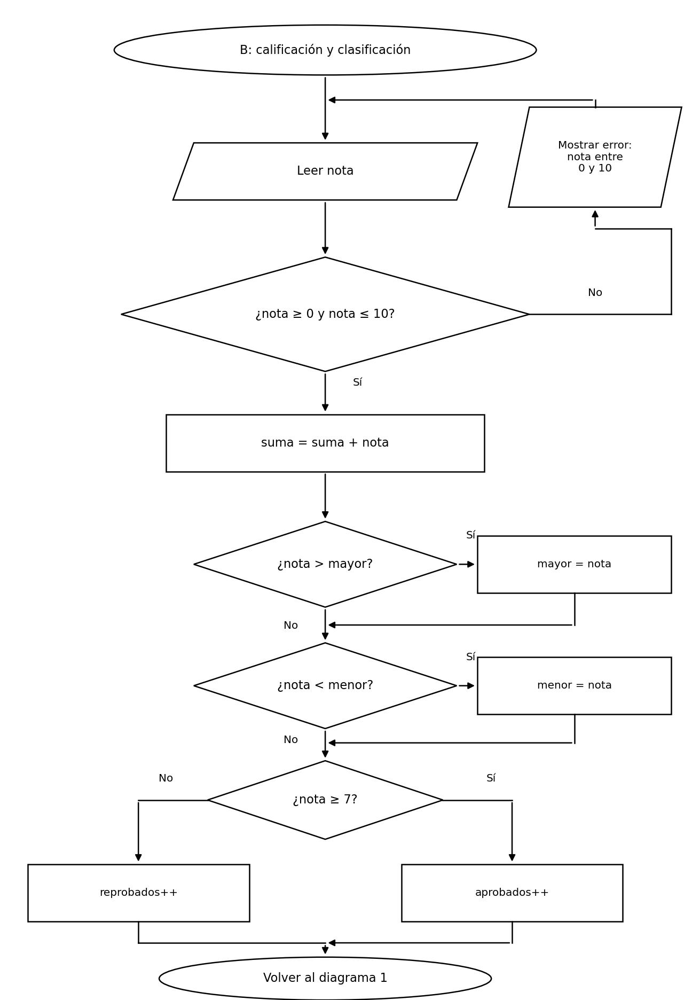 B: calificación y clasificación
Leer nota
Mostrar error:
nota entre
0 y 10
¿nota ≥ 0 y nota ≤ 10?
No
Sí
suma = suma + nota
¿nota > mayor?
Sí
mayor = nota
No
¿nota < menor?
Sí
menor = nota
No
¿nota ≥ 7?
No
Sí
reprobados++
aprobados++
Volver al diagrama 1